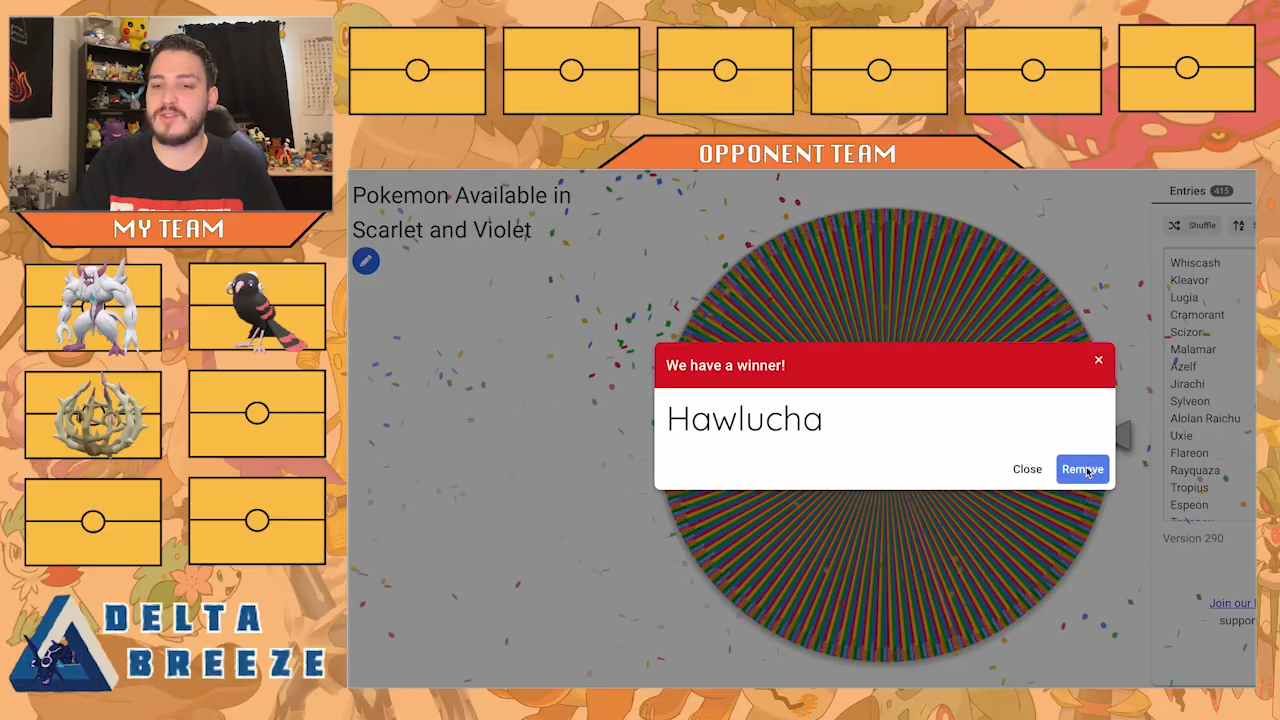 OPPONENT TEAM
MY TEAM
Pokemon Available in
Scarlet and Violet
Entries 415
Shuffle
Whiscash
Kleavor
Lugia
Cramorant
Scizor
Malamar
Azelf
Jirachi
Sylveon
Alolan Raichu
Uxie
Flareon
Rayquaza
Tropius
Espeon
Version 290
We have a winner!
Hawlucha
Close
Remove
Join our
suppor
DELTA
BREEZE